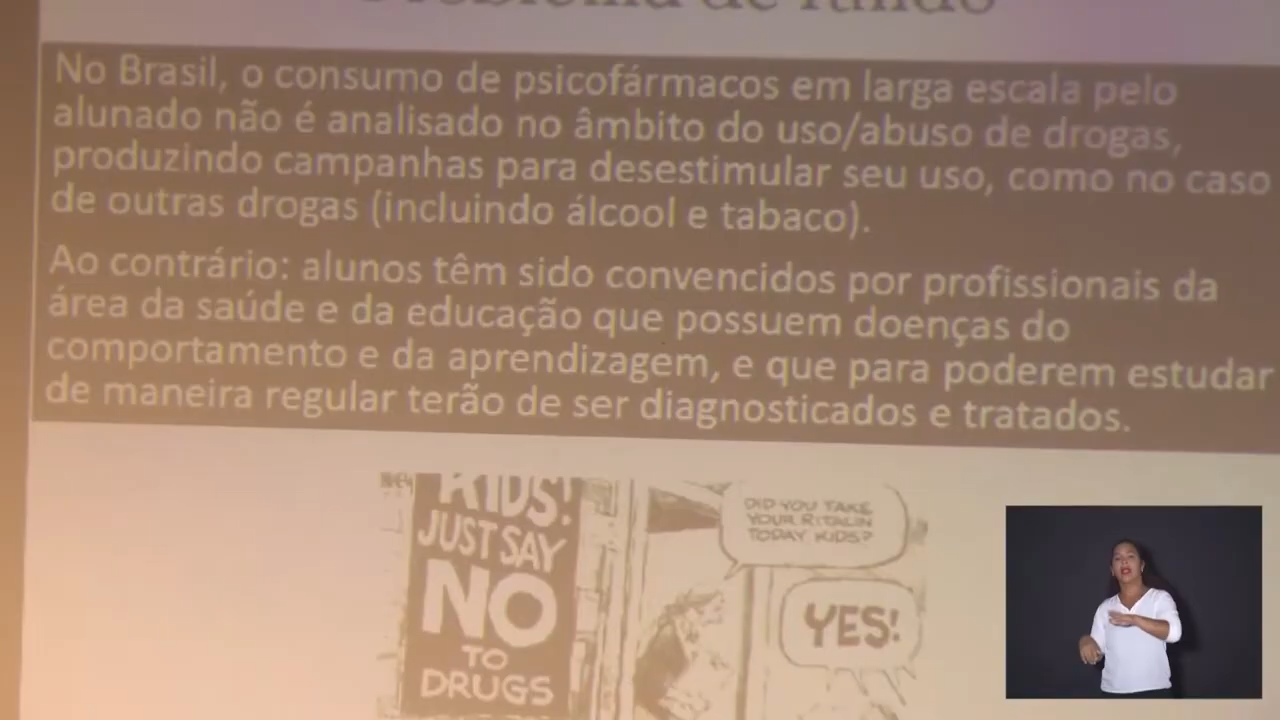 Problema de fundo
No Brasil, o consumo de psicofármacos em larga escala pelo
alunado não é analisado no âmbito do uso/abuso de drogas,
produzindo campanhas para desestimular seu uso, como no caso
de outras drogas (incluindo álcool e tabaco).
Ao contrário: alunos têm sido convencidos por profissionais da
área da saúde e da educação que possuem doenças do
comportamento e da aprendizagem, e que para poderem estudar
de maneira regular terão de ser diagnosticados e tratados.
KIDS!
JUST SAY
NO
TO
DRUGS
DID YOU TAKE
YOUR RITALIN
TODAY KIDS?
YES!